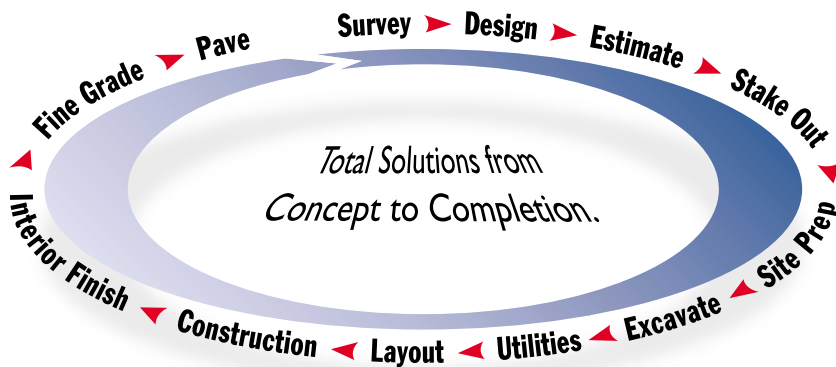 Survey
Design
Estimate
Stake Out
Site Prep
Excavate
Utilities
Layout
Construction
Interior Finish
Fine Grade
Pave
Total Solutions from
Concept to Completion.